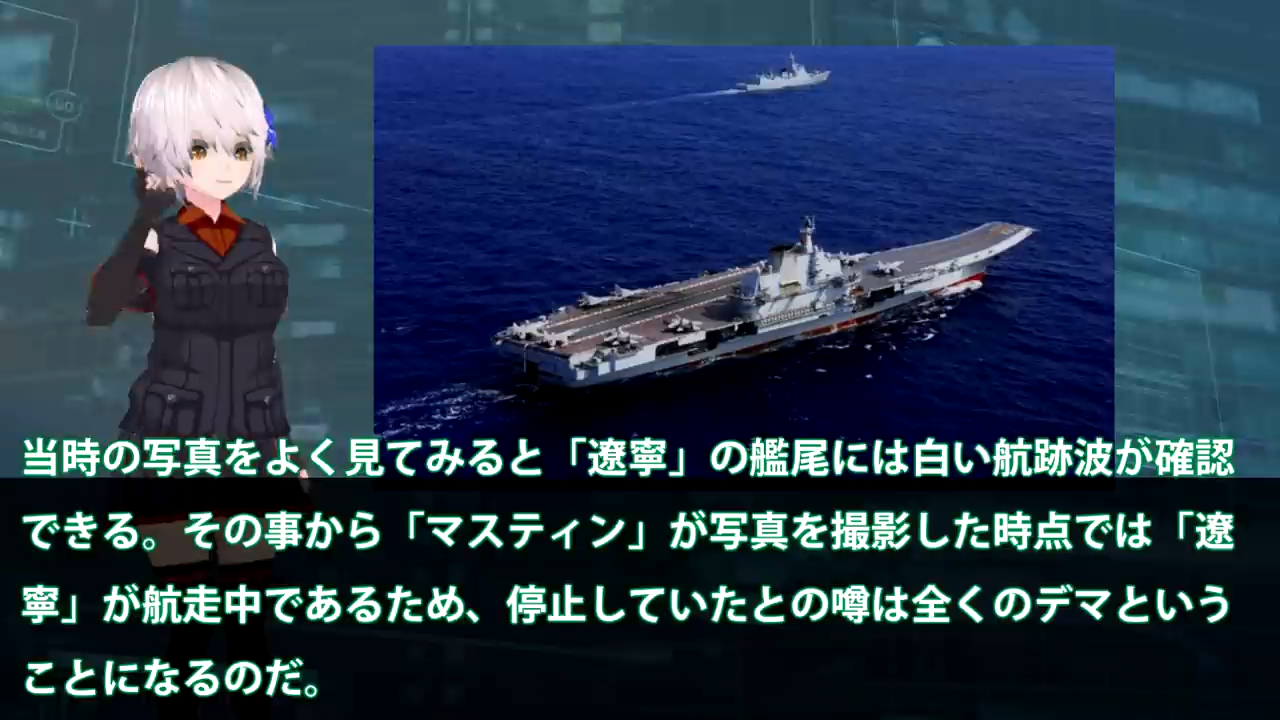 当時の写真をよく見てみると「遼寧」の艦尾には白い航跡波が確認
できる。その事から「マスティン」が写真を撮影した時点では「遼
寧」が航走中であるため、停止していたとの噂は全くのデマという
ことになるのだ。